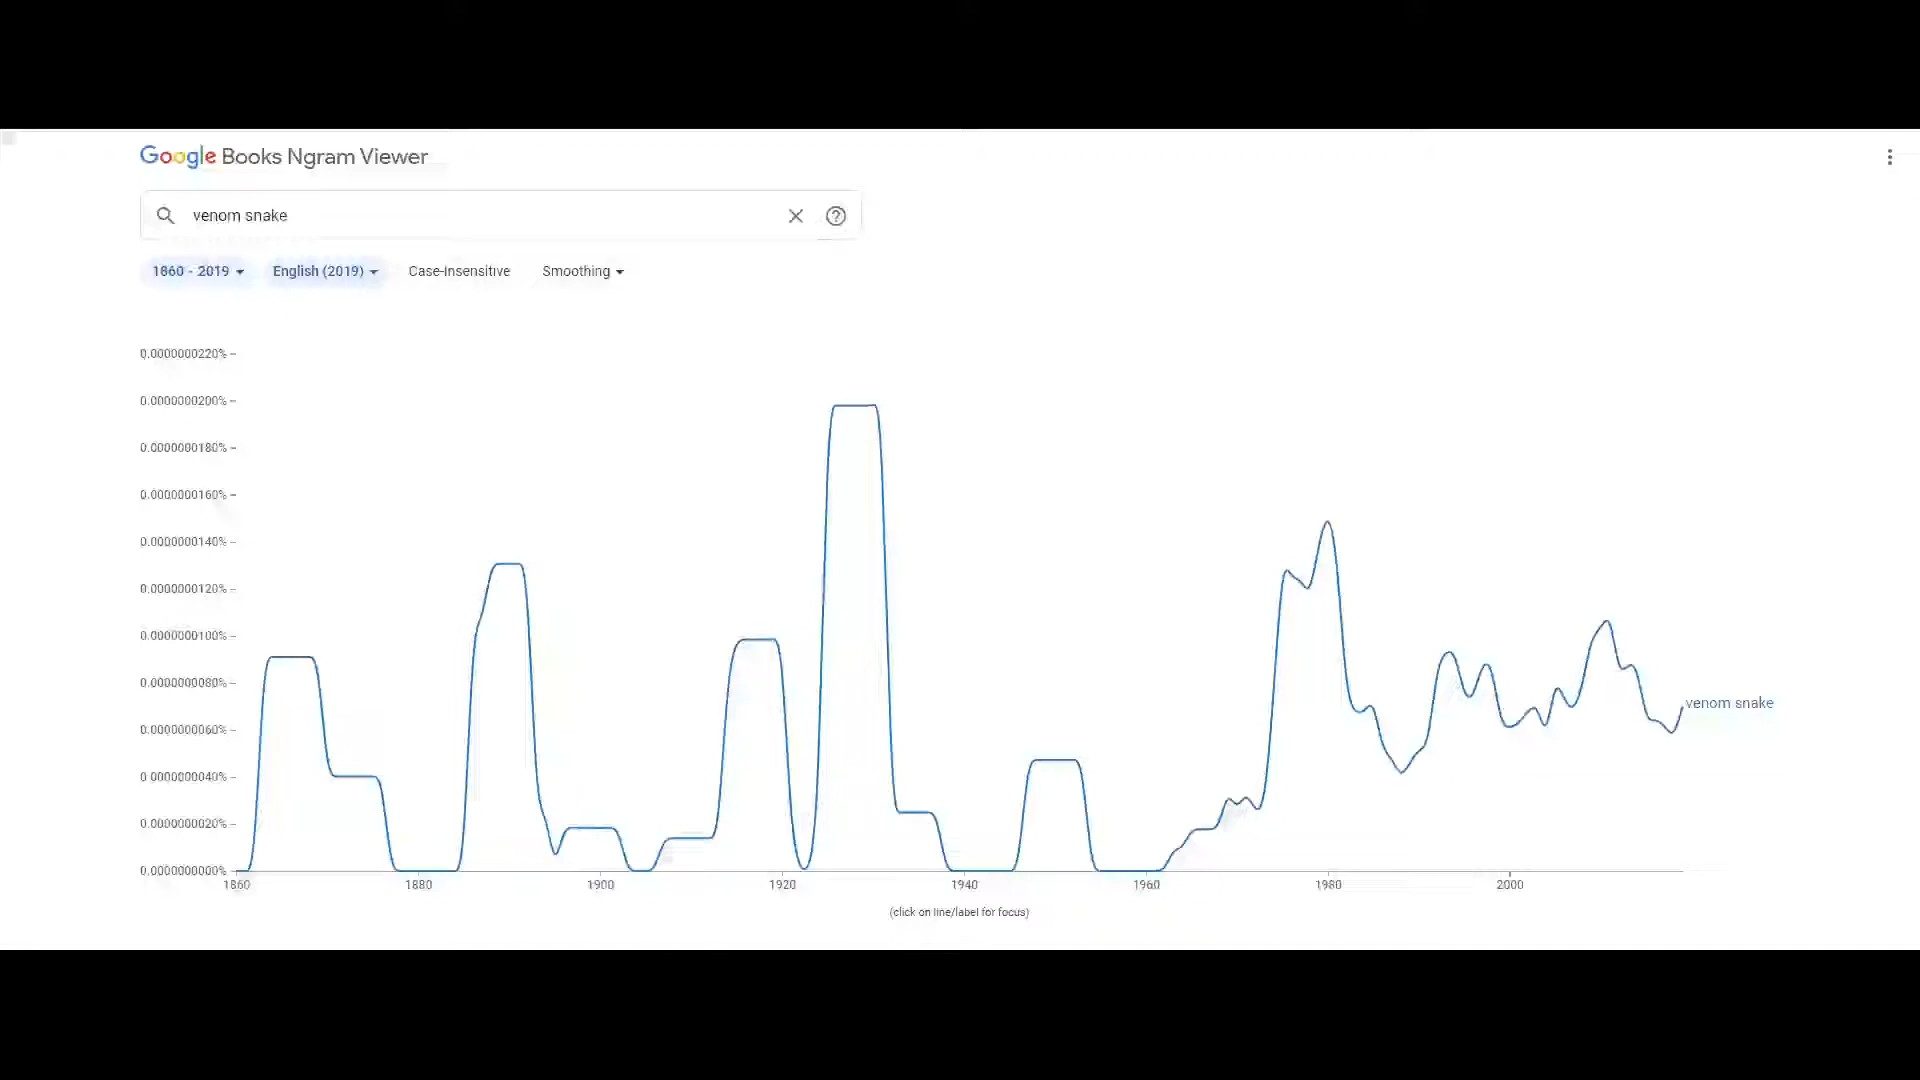 Google Books Ngram Viewer
venom snake
1860 - 2019
English (2019)
Case-Insensitive
Smoothing
0.0000000220%
0.0000000200%
0.0000000180%
0.0000000160%
0.0000000140%
0.0000000120%
0.0000000100%
0.0000000080%
0.0000000060%
0.0000000040%
0.0000000020%
0.0000000000%
venom snake
1860 1880 1900 1920 1940 1960 1980 2000
(click on line/label for focus)